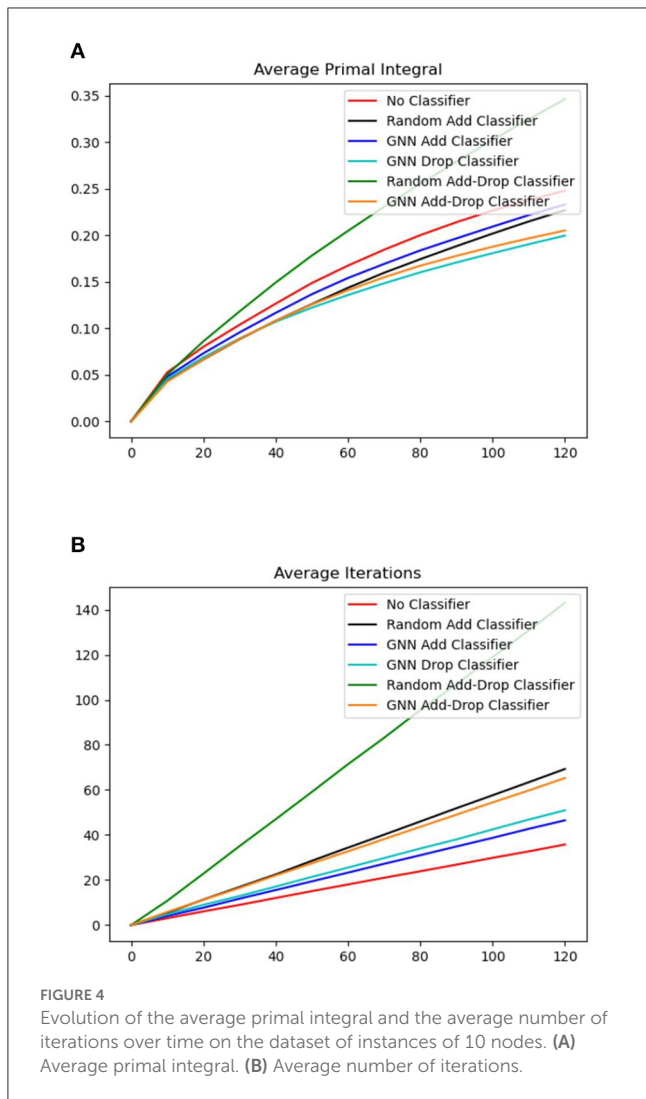 A
Average Primal Integral
0.35
0.30
0.25
0.20
0.15
0.10
0.05
0.00
No Classifier
Random Add Classifier
GNN Add Classifier
GNN Drop Classifier
Random Add-Drop Classifier
GNN Add-Drop Classifier
0 20 40 60 80 100 120
B
Average Iterations
140
120
100
80
60
40
20
0
No Classifier
Random Add Classifier
GNN Add Classifier
GNN Drop Classifier
Random Add-Drop Classifier
GNN Add-Drop Classifier
0 20 40 60 80 100 120
FIGURE 4
Evolution of the average primal integral and the average number of
iterations over time on the dataset of instances of 10 nodes. (A)
Average primal integral. (B) Average number of iterations.